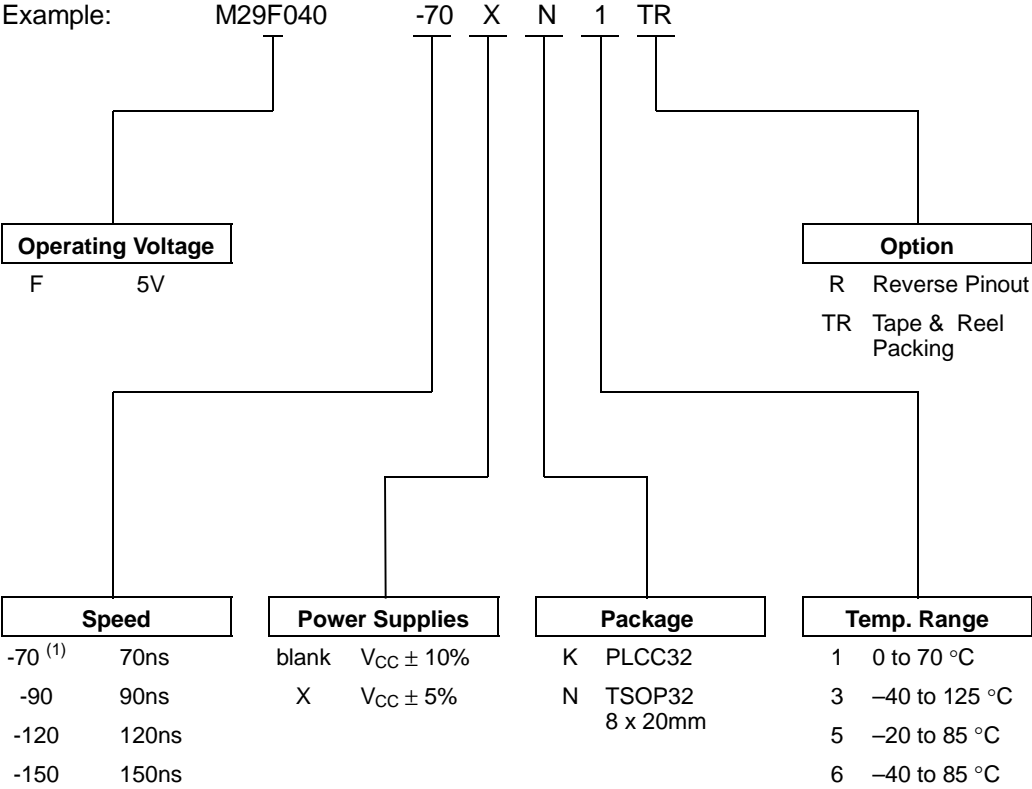 Example: M29F040 -70 X N 1 TR
Operating Voltage
F 5V
Option
R Reverse Pinout
TR Tape & Reel
Packing
Speed
-70 (1) 70ns
-90 90ns
-120 120ns
-150 150ns
Power Supplies
blank VCC ± 10%
X VCC ± 5%
Package
K PLCC32
N TSOP32
8 x 20mm
Temp. Range
1 0 to 70 °C
3 –40 to 125 °C
5 –20 to 85 °C
6 –40 to 85 °C